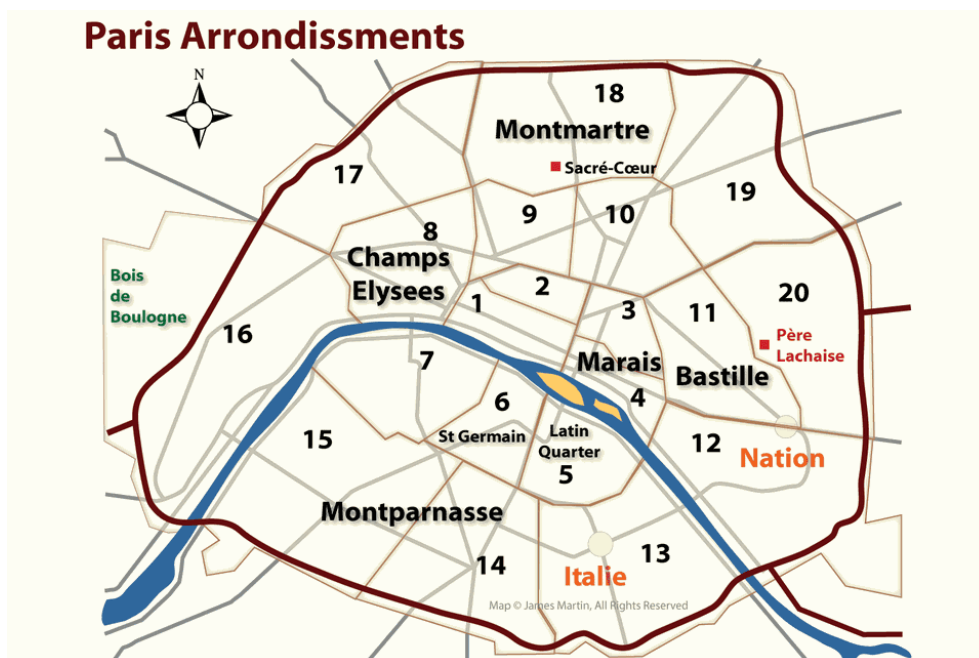 Paris Arrondissments
N
18
Montmartre
Sacré-Cœur
17
19
9
10
8
Champs
Elysees
Bois
de
Boulogne
2
1
3
11
20
16
Père
Lachaise
7
Marais
Bastille
6
4
St Germain
Latin
Quarter
5
15
12
Nation
Montparnasse
14
13
Italie
Map © James Martin, All Rights Reserved